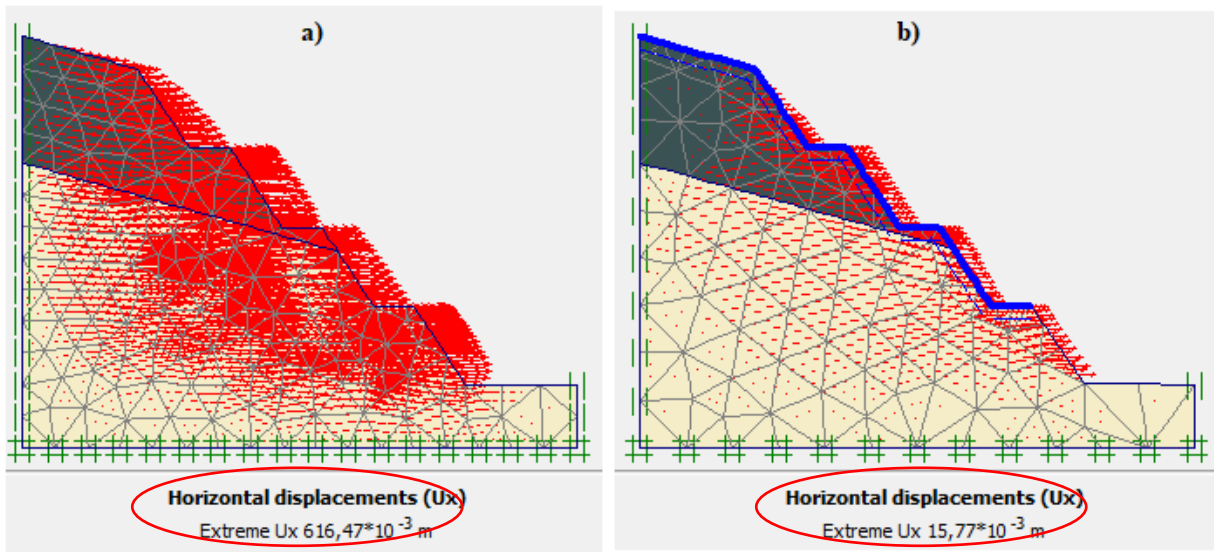 a)
Horizontal displacements (Ux)
Extreme Ux 616,47*10 -3 m
b)
Horizontal displacements (Ux)
Extreme Ux 15,77*10 -3 m